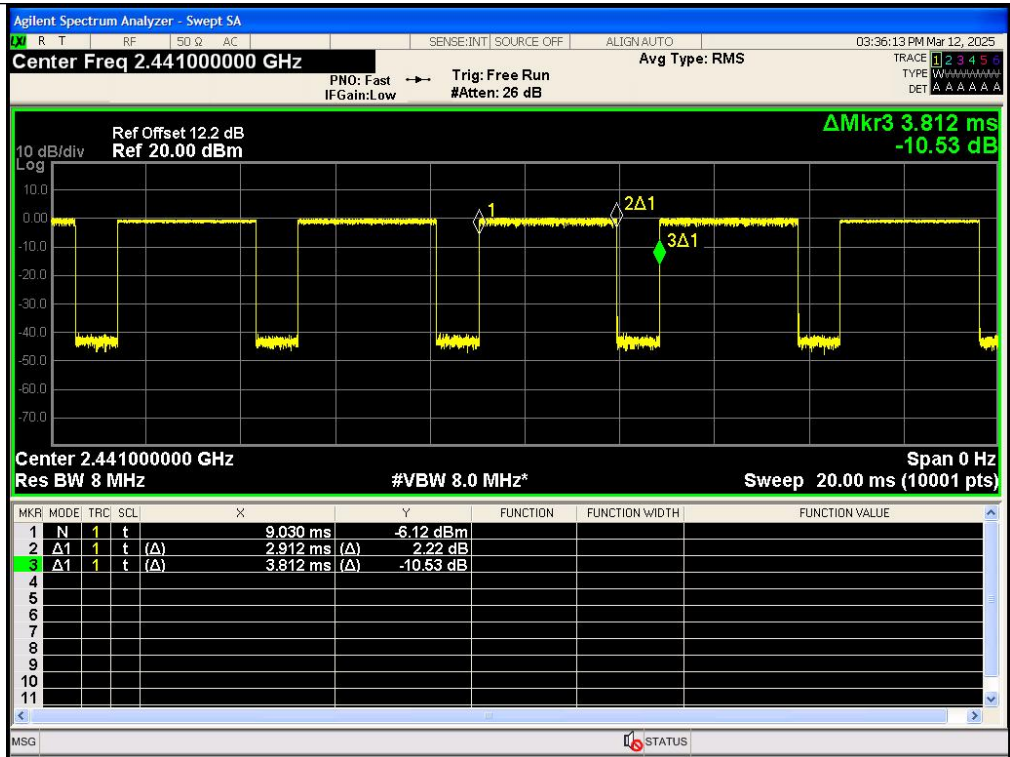 Agilent Spectrum Analyzer - Swept SA
LXI R T RF 50 Ω AC SENSE:INT SOURCE OFF ALIGN AUTO 03:36:13 PM Mar 12, 2025
Center Freq 2.441000000 GHz Avg Type: RMS TRACE 1 2 3 4 5 6
PNO: Fast Trig: Free Run TYPE W
IFGain:Low #Atten: 26 dB DET A A A A A A
ΔMkr3 3.812 ms
Ref Offset 12.2 dB
10 dB/div Ref 20.00 dBm -10.53 dB
Log
10.0
0.00
-10.0
-20.0
-30.0
-40.0
-50.0
-60.0
-70.0
1
2Δ1
3Δ1
Center 2.441000000 GHz Span 0 Hz
Res BW 8 MHz #VBW 8.0 MHz* Sweep 20.00 ms (10001 pts)
MKR MODE TRC SCL X Y FUNCTION FUNCTION WIDTH FUNCTION VALUE
1 N 1 t 9.030 ms -6.12 dBm
2 Δ1 1 t (Δ) 2.912 ms (Δ) 2.22 dB
3 Δ1 1 t (Δ) 3.812 ms (Δ) -10.53 dB
4
5
6
7
8
9
10
11
MSG STATUS